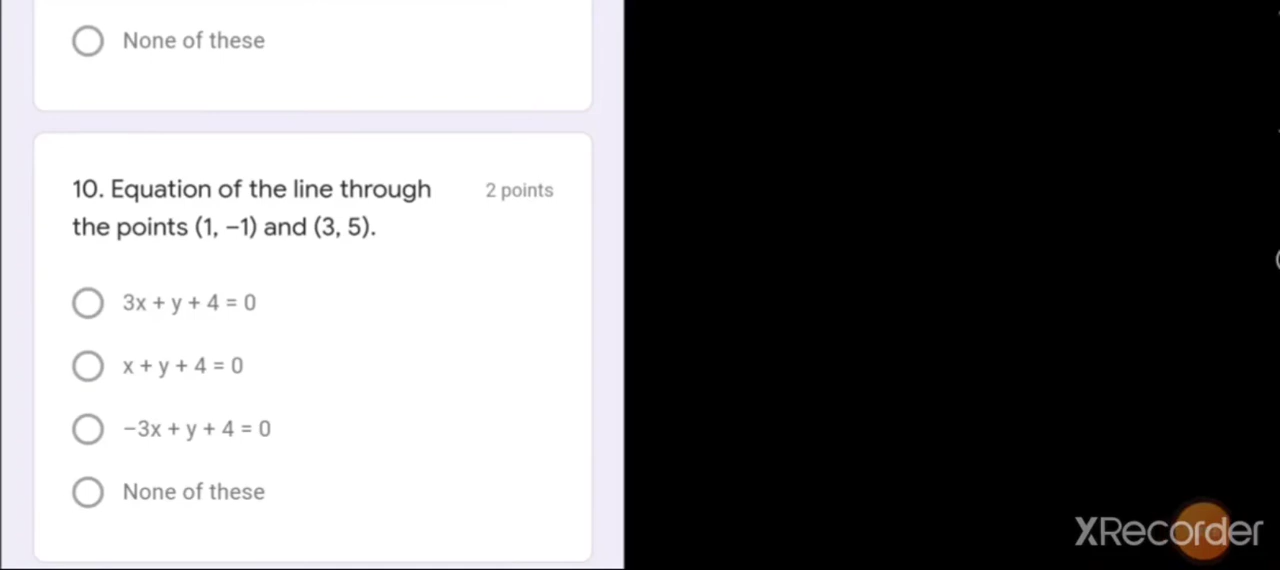 None of these
10. Equation of the line through
2 points
the points (1, −1) and (3, 5).
3x + y + 4 = 0
x + y + 4 = 0
−3x + y + 4 = 0
None of these
XRecorder